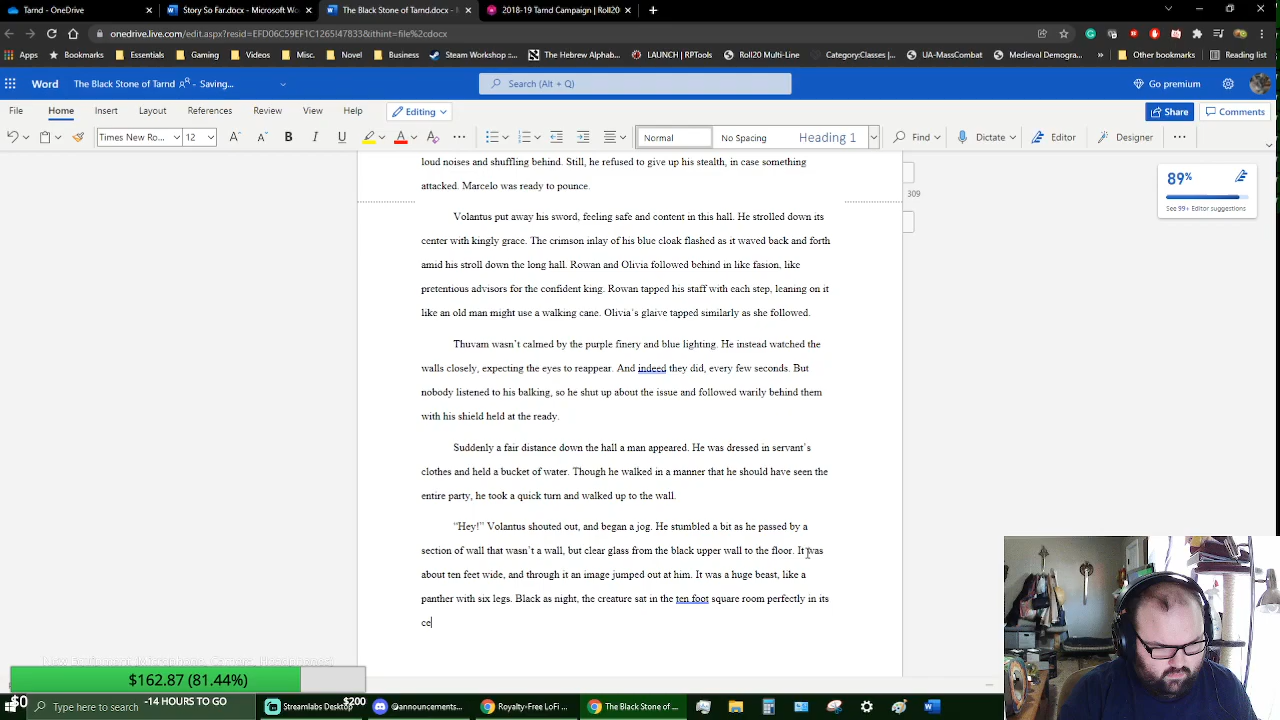 Tarnd - OneDrive
Story So Far.docx - Microsoft Wo
The Black Stone of Tarnd.docx - M
2018-19 Tarnd Campaign | Roll20
onedrive.live.com/edit.aspx?resid=EFD06C59EF1C1265!47833&ithint=file%2cdocx
Apps Bookmarks Essentials Gaming Videos Misc. Novel Business Steam Workshop :... The Hebrew Alphab... LAUNCH | RPTools Roll20 Multi-Line Category:Classes |... UA-MassCombat Medieval Demogra... » Other bookmarks Reading list
Word The Black Stone of Tarnd - Saving... Search (Alt + Q) Go premium
File Home Insert Layout References Review View Help Editing Share Comments
Times New Ro... 12 B I U Normal No Spacing Heading 1 Find Dictate Editor Designer
loud noises and shuffling behind. Still, he refused to give up his stealth, in case something
attacked. Marcelo was ready to pounce.
89%
See 99+ Editor suggestions
309
Volantus put away his sword, feeling safe and content in this hall. He strolled down its
center with kingly grace. The crimson inlay of his blue cloak flashed as it waved back and forth
amid his stroll down the long hall. Rowan and Olivia followed behind in like fasion, like
pretentious advisors for the confident king. Rowan tapped his staff with each step, leaning on it
like an old man might use a walking cane. Olivia's glaive tapped similarly as she followed.
Thuvam wasn't calmed by the purple finery and blue lighting. He instead watched the
walls closely, expecting the eyes to reappear. And indeed they did, every few seconds. But
nobody listened to his balking, so he shut up about the issue and followed warily behind them
with his shield held at the ready.
Suddenly a fair distance down the hall a man appeared. He was dressed in servant's
clothes and held a bucket of water. Though he walked in a manner that he should have seen the
entire party, he took a quick turn and walked up to the wall.
"Hey!" Volantus shouted out, and began a jog. He stumbled a bit as he passed by a
section of wall that wasn't a wall, but clear glass from the black upper wall to the floor. It was
about ten feet wide, and through it an image jumped out at him. It was a huge beast, like a
panther with six legs. Black as night, the creature sat in the ten foot square room perfectly in its
ce
$162.87 (81.44%)
$0 -14 HOURS TO GO $200
Type here to search Streamlabs Desktop @announcements... Royalty-Free LoFi ... The Black Stone of ...